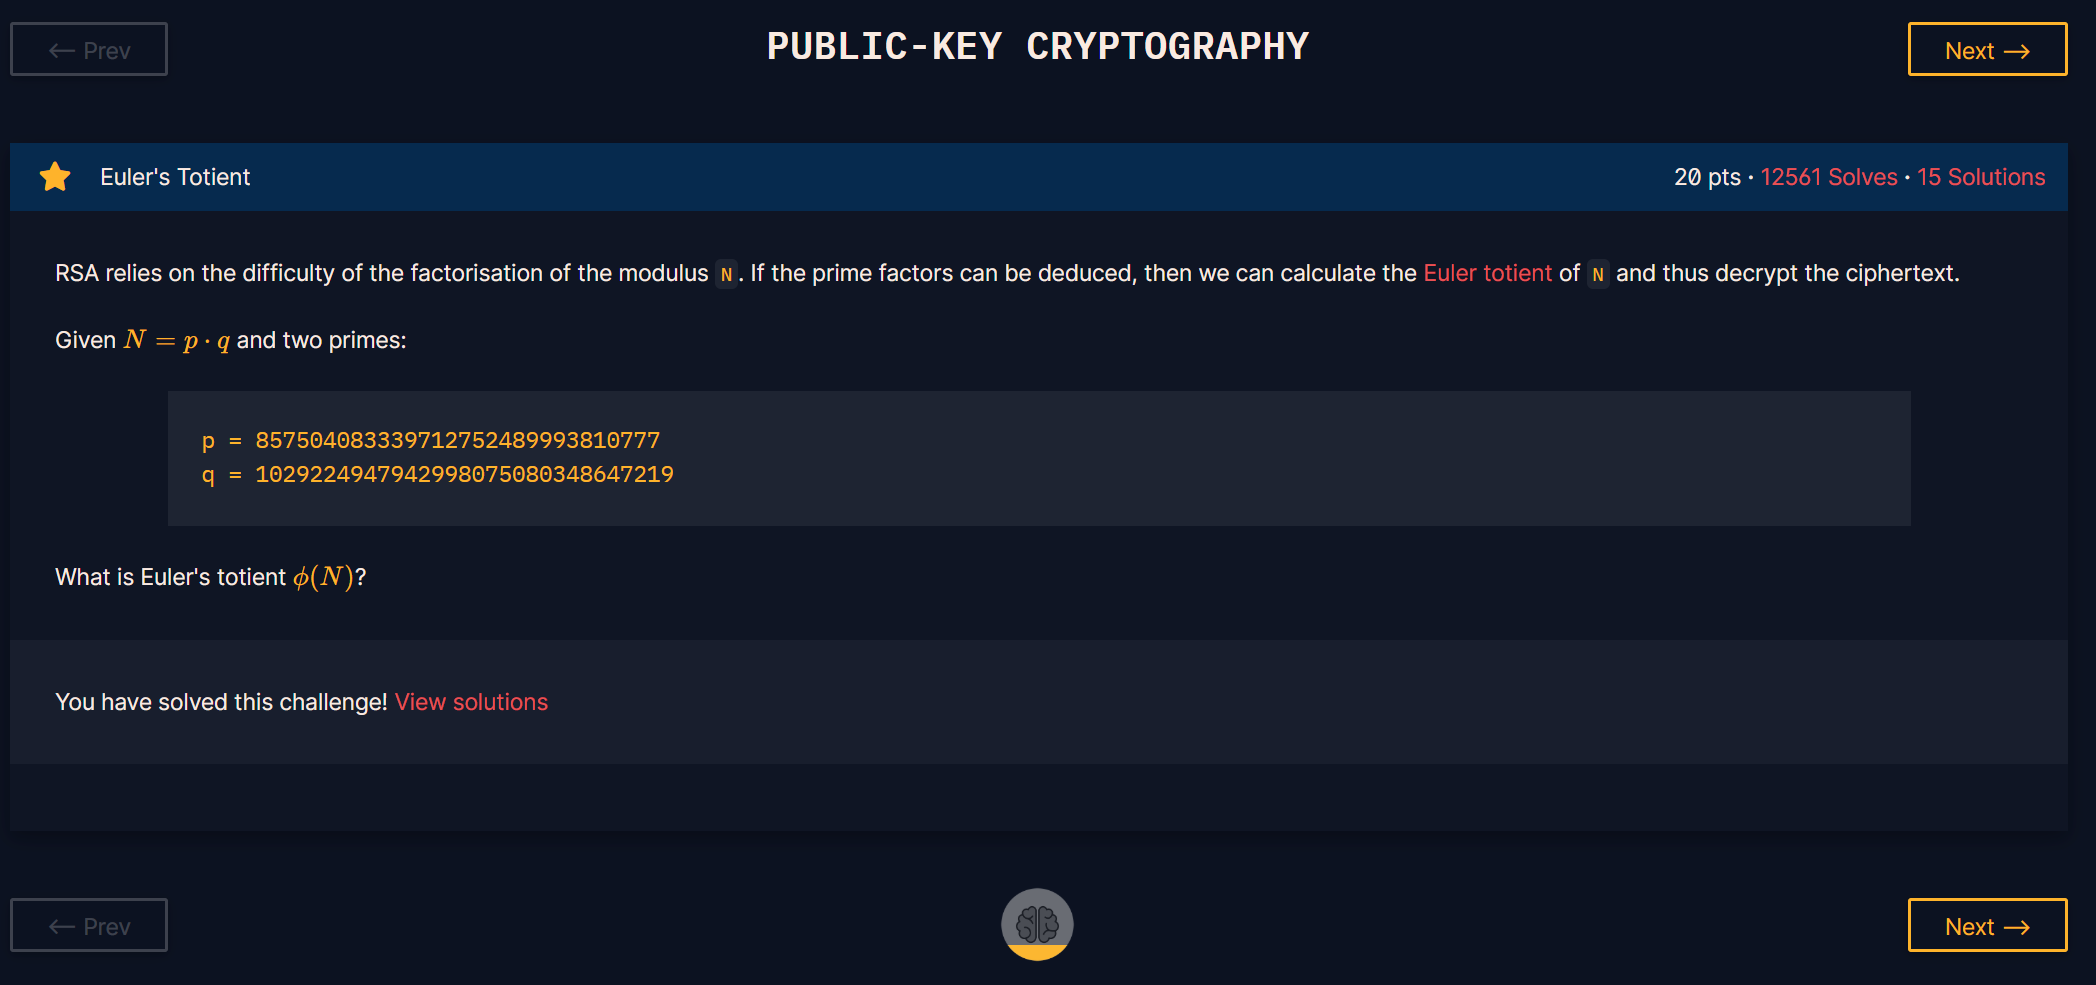 ← Prev
PUBLIC-KEY CRYPTOGRAPHY
Next →
Euler's Totient
20 pts · 12561 Solves · 15 Solutions
RSA relies on the difficulty of the factorisation of the modulus N. If the prime factors can be deduced, then we can calculate the Euler totient of N and thus decrypt the ciphertext.
Given N = p · q and two primes:
p = 857504083339712752489993810777
q = 1029224947942998075080348647219
What is Euler's totient ϕ(N)?
You have solved this challenge! View solutions
← Prev
Next →